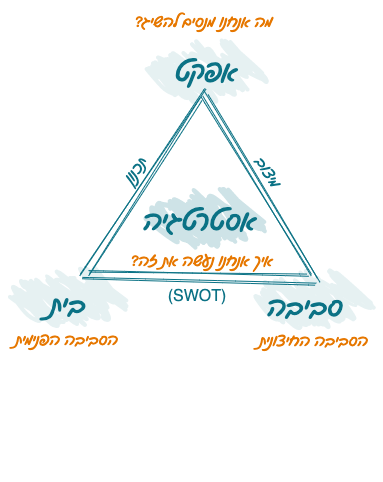 מה אנחנו מנסים להשיג?
אפקט
תכנון
מיצוב
אסטרטגיה
איך אנחנו נעשה את זה?
(SWOT)
בית
סביבה
הסביבה הפנימית
הסביבה החיצונית